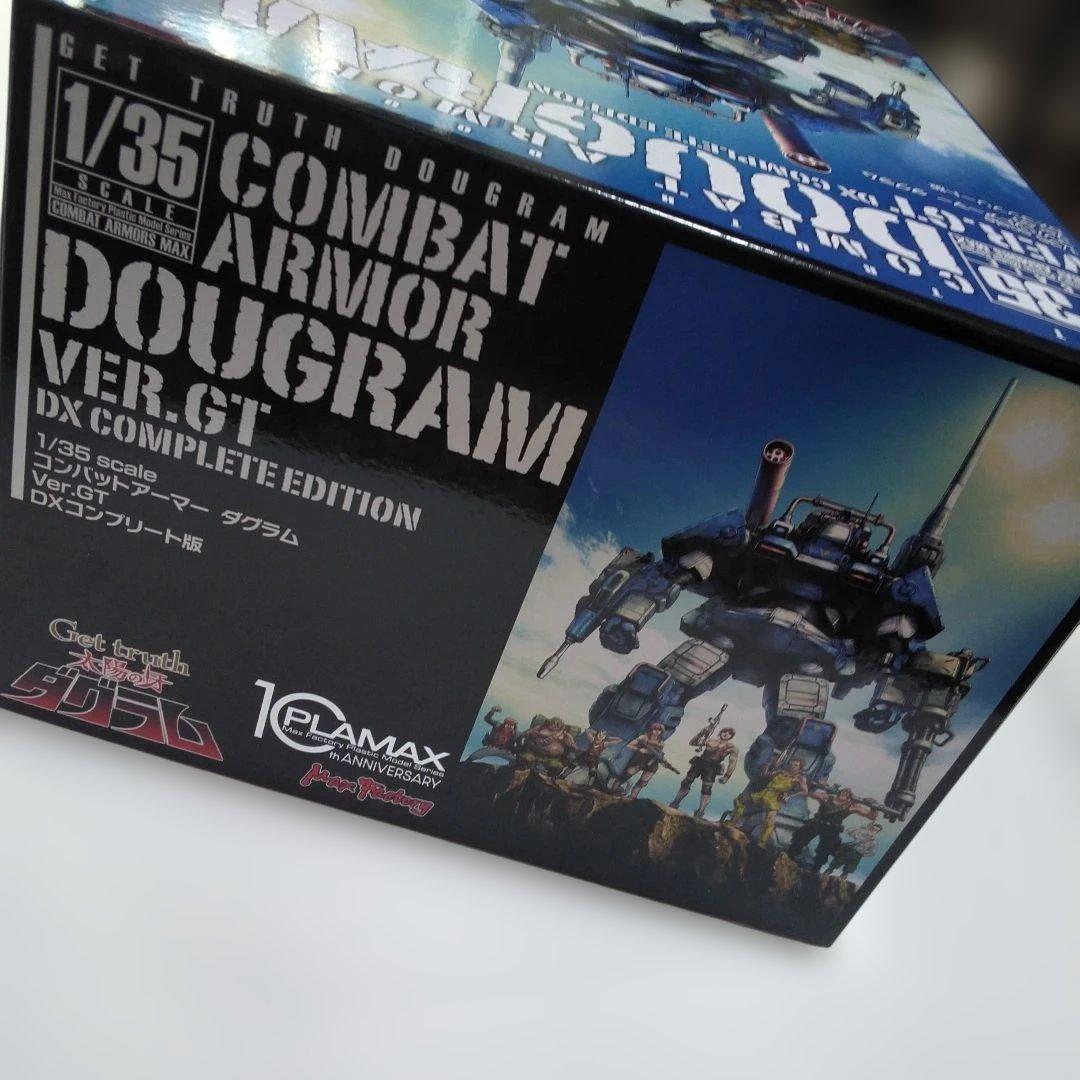 GET TRUTH DOUGRAM
1/35
SCALE
Max Factory Plastic Model Series
COMBAT ARMORS MAX
COMBAT
ARMOR
DOUGRAM
VER.GT
DX COMPLETE EDITION
1/35 scale
コンバットアーマー ダグラム
Ver.GT
DXコンプリート版
Get truth
太陽の牙
ダグラム
10 PLAMAX
Max Factory Plastic Model Series
th ANNIVERSARY
Max Factory
COMPLETE EDITION
35